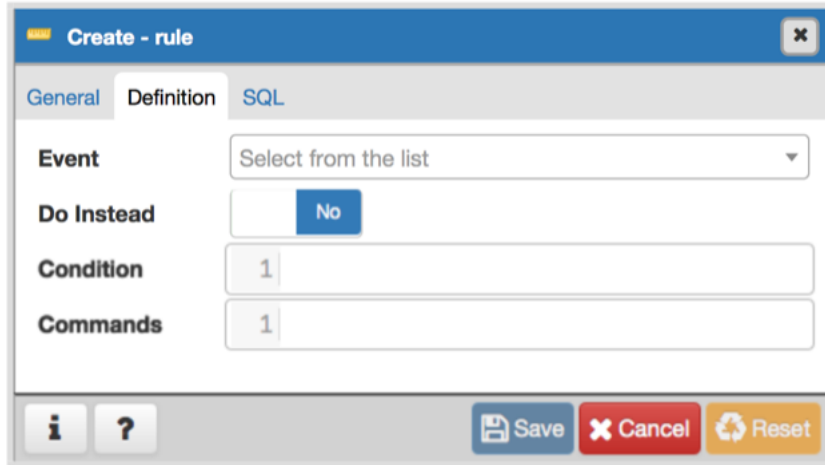 Create - rule
General Definition SQL
Event Select from the list
Do Instead No
Condition 1
Commands 1
i ? Save Cancel Reset